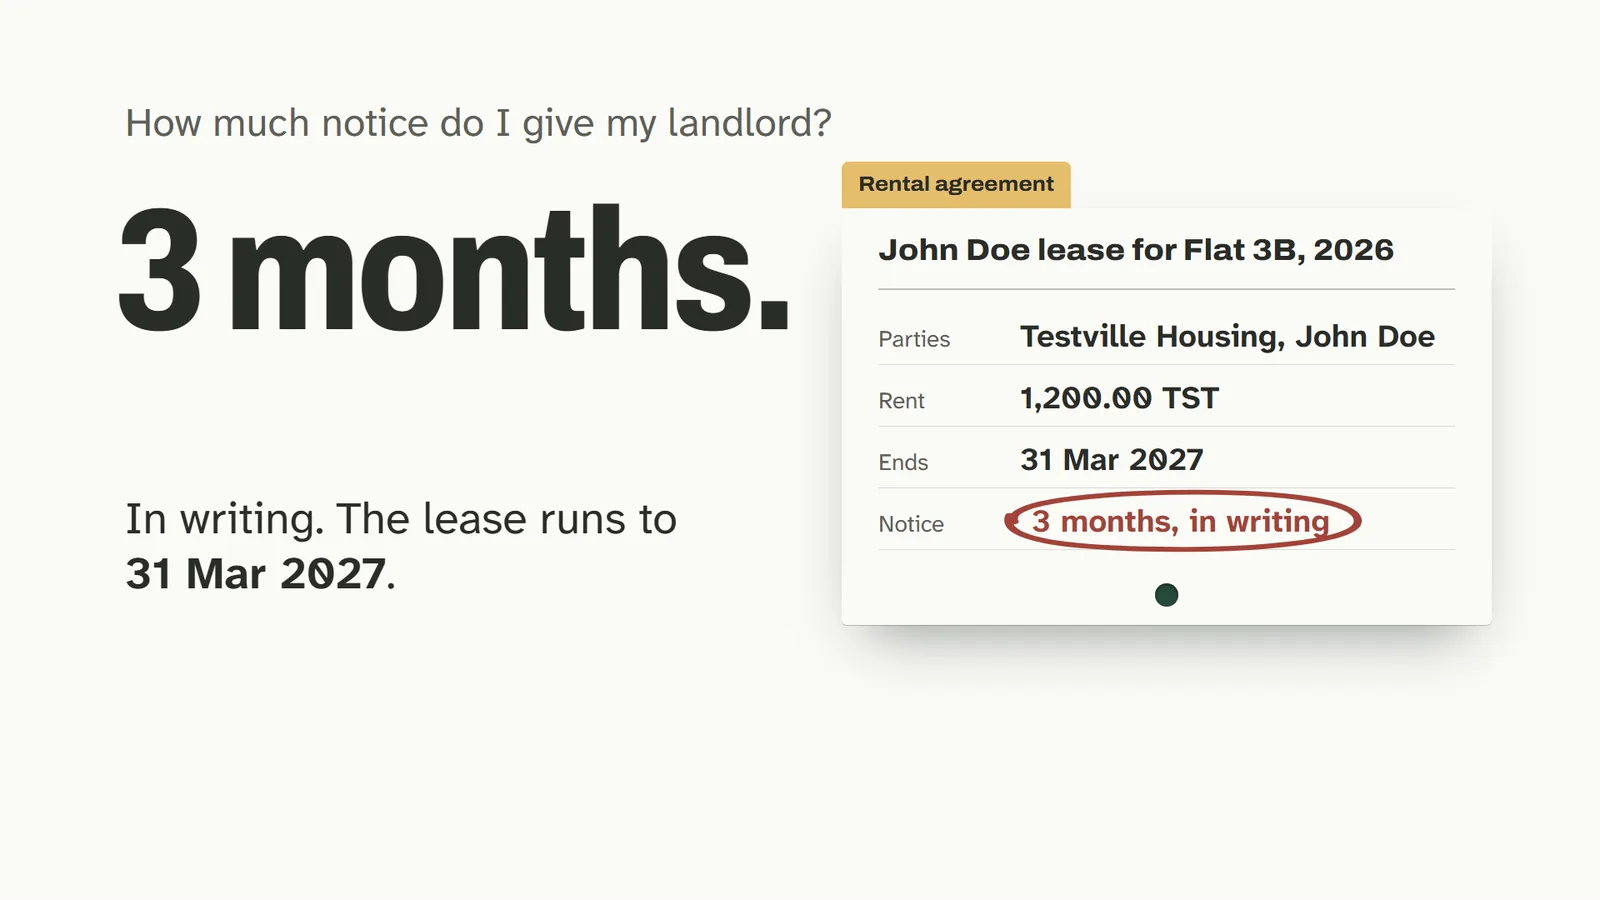 How much notice do I give my landlord?
3 months.
In writing. The lease runs to
31 Mar 2027.
Rental agreement
John Doe lease for Flat 3B, 2026
Parties Testville Housing, John Doe
Rent 1,200.00 TST
Ends 31 Mar 2027
Notice 3 months, in writing